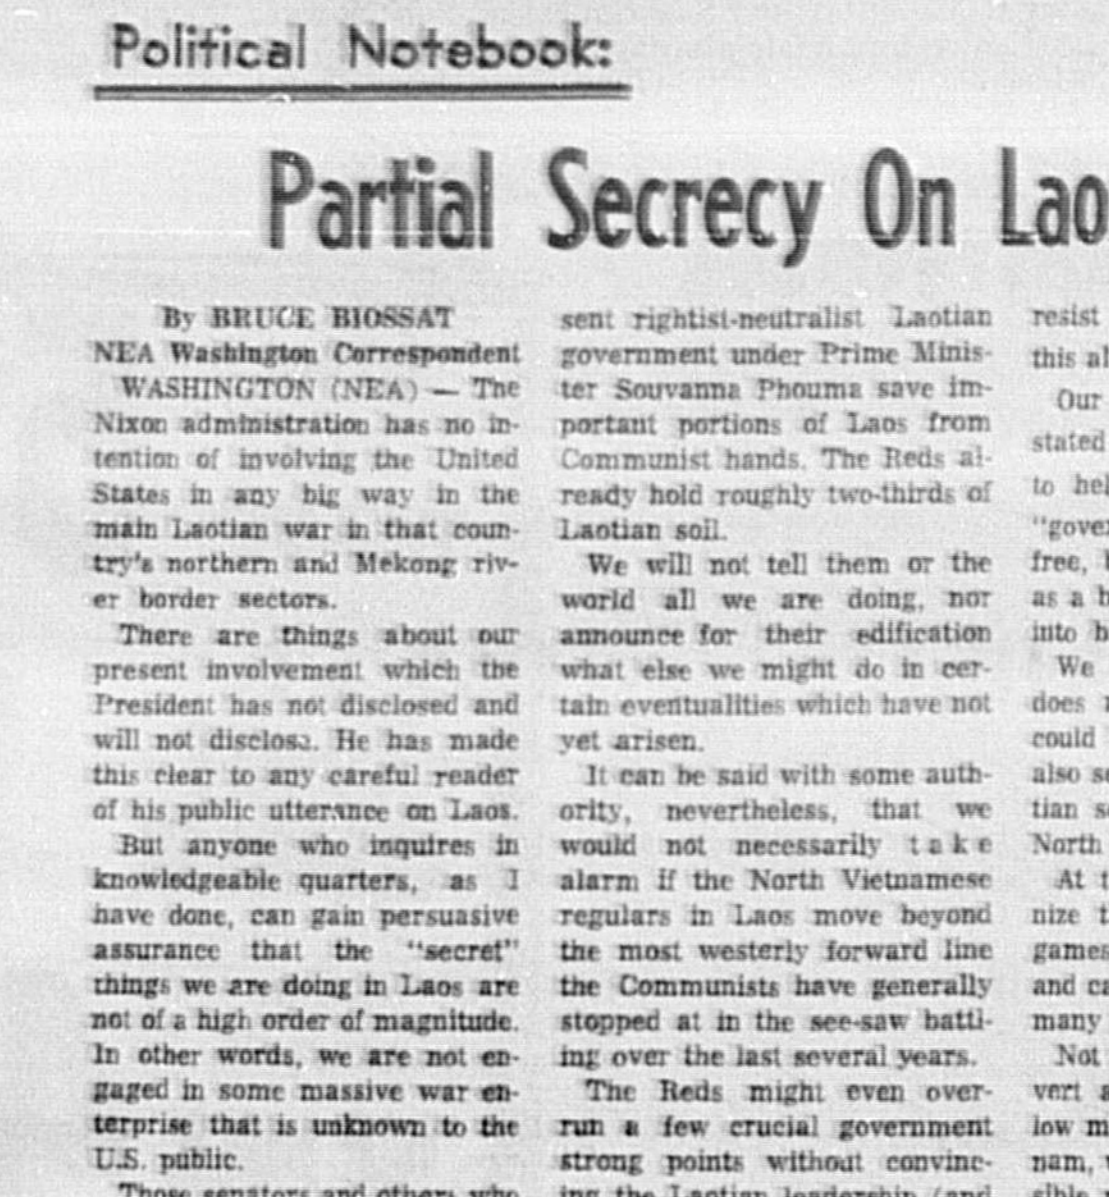 Political Notebook:
Partial Secrecy On Lao
By BRUCE BIOSSAT
NEA Washington Correspondent
WASHINGTON (NEA) — The
Nixon administration has no in-
tention of involving the United
States in any big way in the
main Laotian war in that coun-
try's northern and Mekong riv-
er border sectors.
There are things about our
present involvement which the
President has not disclosed and
will not disclose. He has made
this clear to any careful reader
of his public utterance on Laos.
But anyone who inquires in
knowledgeable quarters, as I
have done, can gain persuasive
assurance that the "secret"
things we are doing in Laos are
not of a high order of magnitude.
In other words, we are not en-
gaged in some massive war en-
terprise that is unknown to the
U.S. public.
Those senators and others who
sent rightist-neutralist Laotian
government under Prime Minis-
ter Souvanna Phouma save im-
portant portions of Laos from
Communist hands. The Reds al-
ready hold roughly two-thirds of
Laotian soil.
We will not tell them or the
world all we are doing, nor
announce for their edification
what else we might do in cer-
tain eventualities which have not
yet arisen.
It can be said with some auth-
ority, nevertheless, that we
would not necessarily take
alarm if the North Vietnamese
regulars in Laos move beyond
the most westerly forward line
the Communists have generally
stopped at in the see-saw battl-
ing over the last several years.
The Reds might even over-
run a few crucial government
strong points without convinc-
ing the Laotian leadership (and
resist
this al
Our
stated
to hel
"gover
free, 
as a h
into h
We
does
could
also se
tian s
North
At t
nize t
games
and ca
many
Not
vert a
low m
nam,